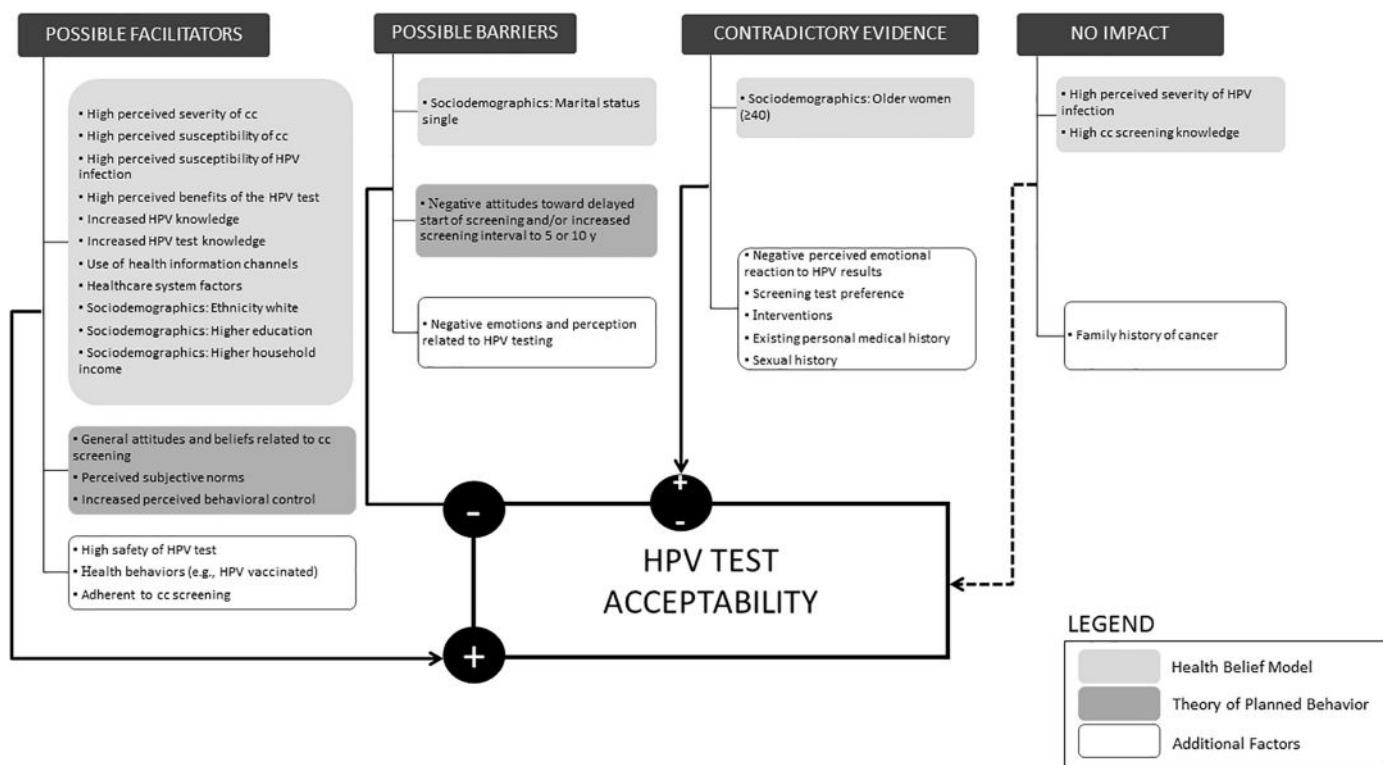 POSSIBLE FACILITATORS
• High perceived severity of cc
• High perceived susceptibility of cc
• High perceived susceptibility of HPV
infection
• High perceived benefits of the HPV test
• Increased HPV knowledge
• Increased HPV test knowledge
• Use of health information channels
• Healthcare system factors
• Sociodemographics: Ethnicity white
• Sociodemographics: Higher education
• Sociodemographics: Higher household
income
• General attitudes and beliefs related to cc
screening
• Perceived subjective norms
• Increased perceived behavioral control
• High safety of HPV test
• Health behaviors (e.g., HPV vaccinated)
• Adherent to cc screening
POSSIBLE BARRIERS
• Sociodemographics: Marital status
single
• Negative attitudes toward delayed
start of screening and/or increased
screening interval to 5 or 10 y
• Negative emotions and perception
related to HPV testing
CONTRADICTORY EVIDENCE
• Sociodemographics: Older women
(≥40)
• Negative perceived emotional
reaction to HPV results
• Screening test preference
• Interventions
• Existing personal medical history
• Sexual history
NO IMPACT
• High perceived severity of HPV
infection
• High cc screening knowledge
• Family history of cancer
-
+
-
+
HPV TEST
ACCEPTABILITY
LEGEND
Health Belief Model
Theory of Planned Behavior
Additional Factors